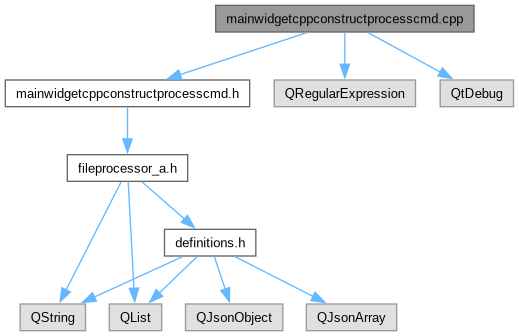 mainwidgetcppconstructprocesscmd.cpp
mainwidgetcppconstructprocesscmd.h
QRegularExpression
QtDebug
fileprocessor_a.h
definitions.h
QString
QList
QJsonObject
QJsonArray